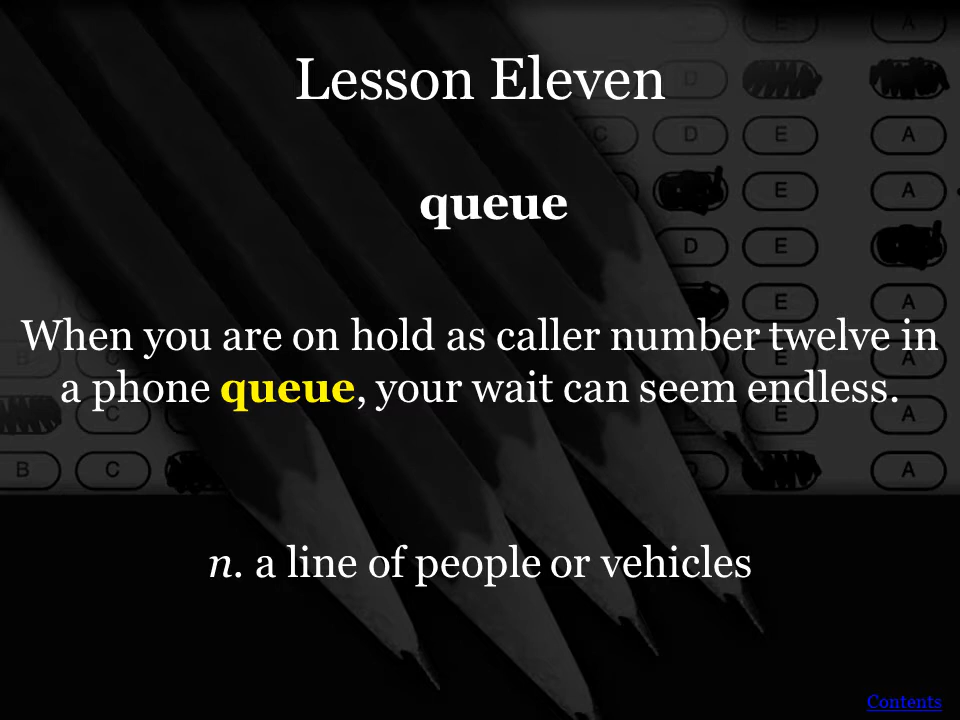 Lesson Eleven
queue
When you are on hold as caller number twelve in
a phone queue, your wait can seem endless.
n. a line of people or vehicles
Contents